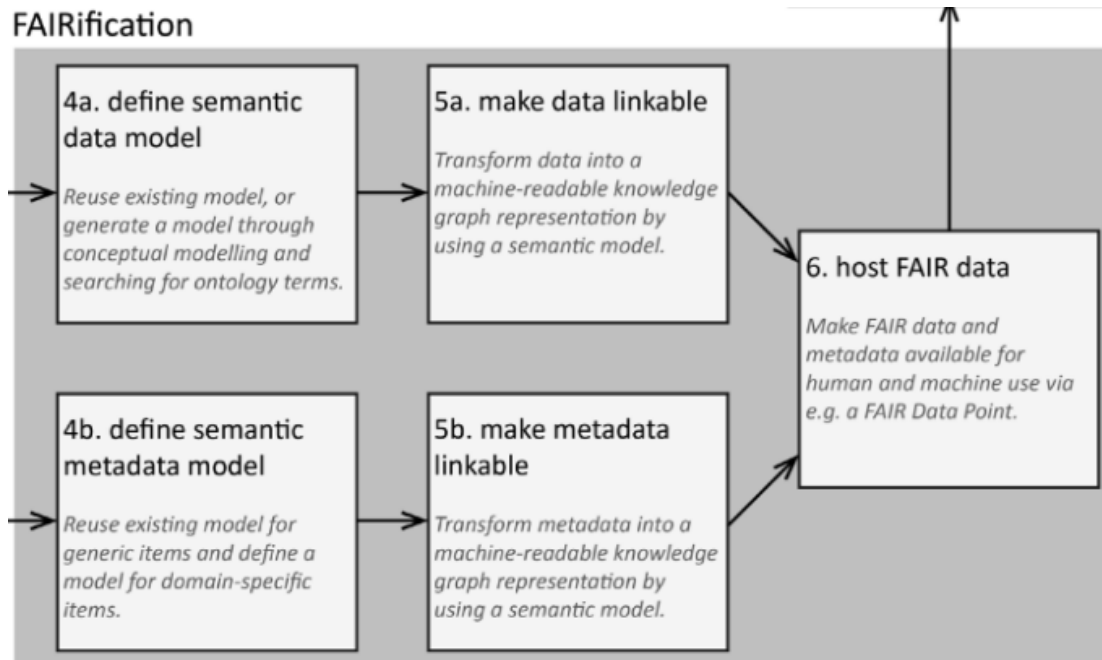 FAIRification
4a. define semantic
data model
Reuse existing model, or
generate a model through
conceptual modelling and
searching for ontology terms.
5a. make data linkable
Transform data into a
machine-readable knowledge
graph representation by
using a semantic model.
4b. define semantic
metadata model
Reuse existing model for
generic items and define a
model for domain-specific
items.
5b. make metadata
linkable
Transform metadata into a
machine-readable knowledge
graph representation by
using a semantic model.
6. host FAIR data
Make FAIR data and
metadata available for
human and machine use via
e.g. a FAIR Data Point.